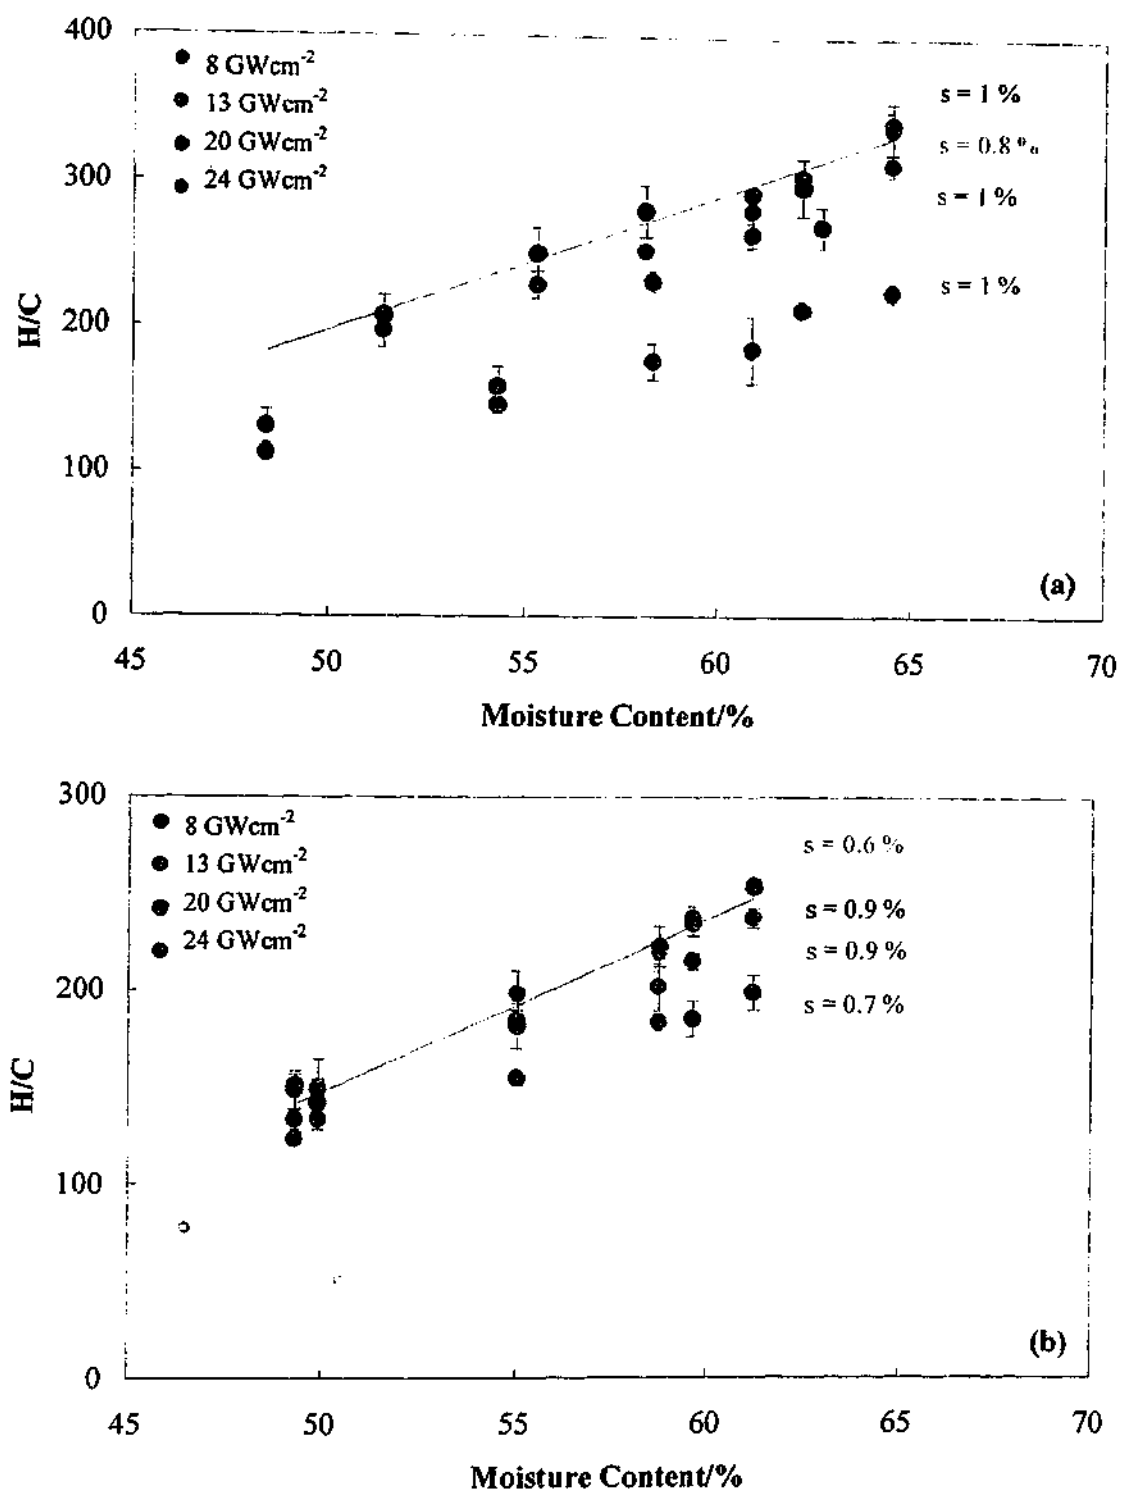 400
300
200
100
0
H/C
8 GWcm-2
13 GWcm-2
20 GWcm-2
24 GWcm-2
s = 1 %
s = 0.8 %
s = 1 %
s = 1 %
(a)
45 50 55 60 65 70
Moisture Content/%
300
200
100
0
H/C
8 GWcm-2
13 GWcm-2
20 GWcm-2
24 GWcm-2
s = 0.6 %
s = 0.9 %
s = 0.9 %
s = 0.7 %
(b)
45 50 55 60 65 70
Moisture Content/%